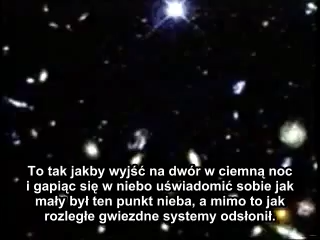 To tak jakby wyjść na dwór w ciemną noc
i gapiąc się w niebo uświadomić sobie jak
mały był ten punkt nieba, a mimo to jak
rozległe gwiezdne systemy odsłonił.